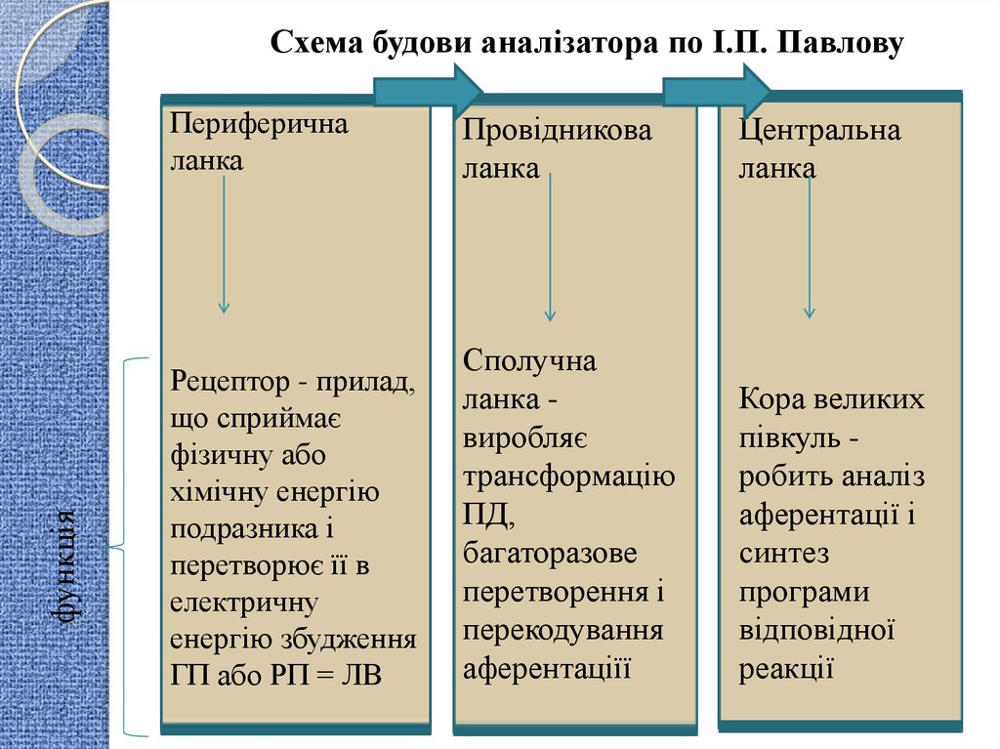 Схема будови аналізатора по І.П. Павлову
Периферична
ланка
Рецептор - прилад,
що сприймає
фізичну або
хімічну енергію
подразника і
перетворює її в
електричну
енергію збудження
ГП або РП = ЛВ
Провідникова
ланка
Сполучна
ланка -
виробляє
трансформацію
ПД,
багаторазове
перетворення і
перекодування
аферентаціїї
Центральна
ланка
Кора великих
півкуль -
робить аналіз
аферентації і
синтез
програми
відповідної
реакції
функція